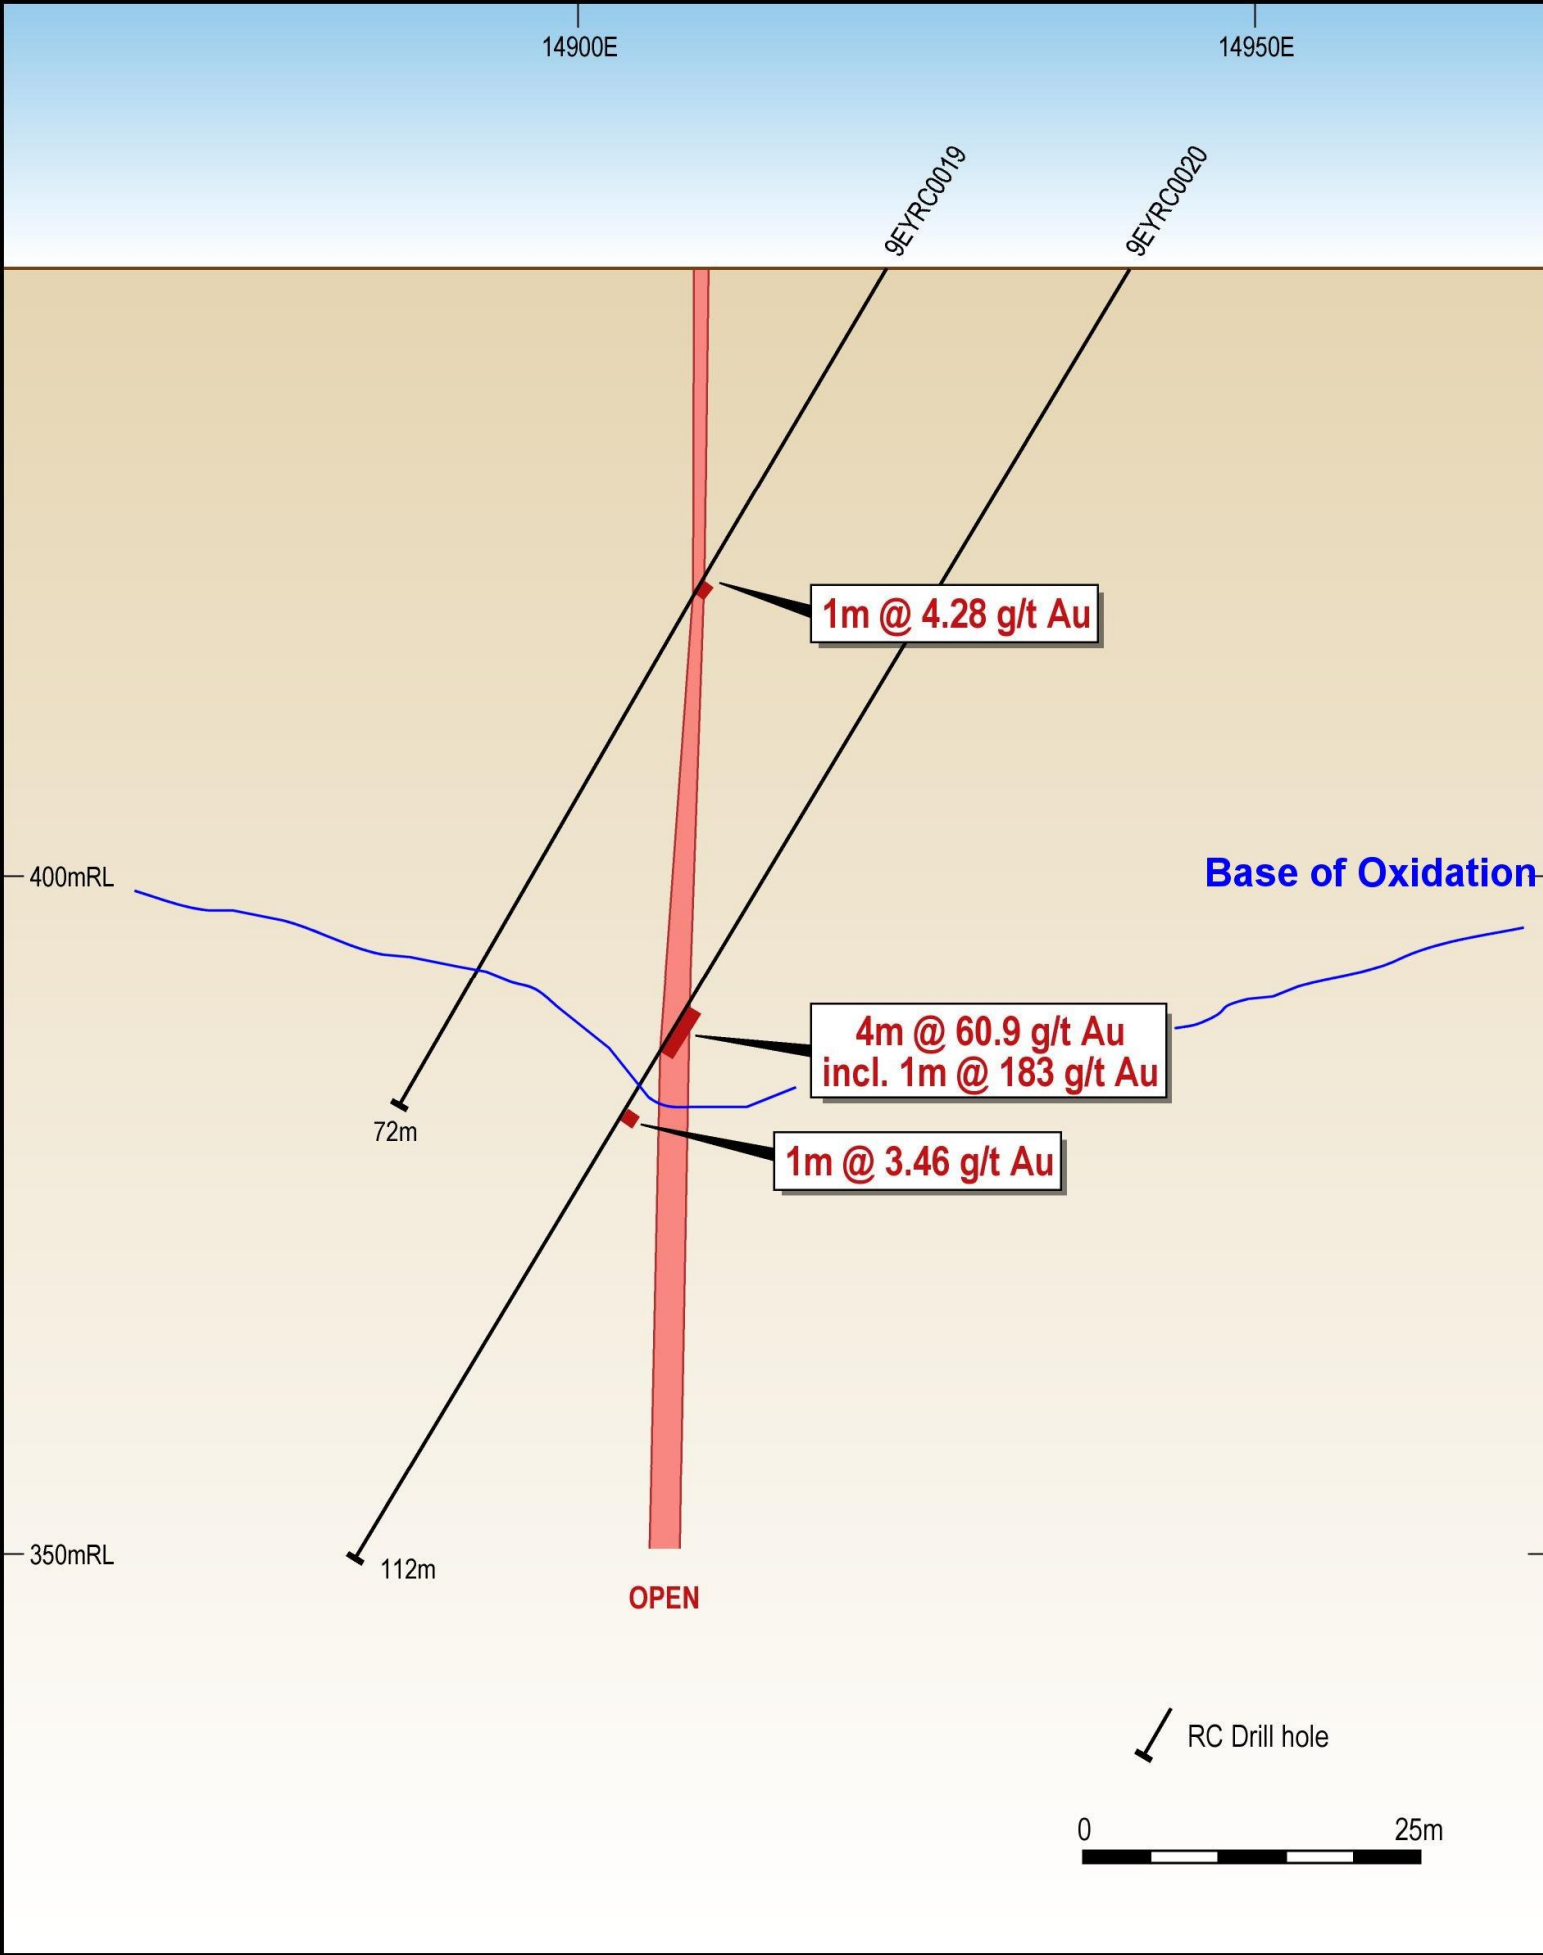 14900E
14950E
9EYRC0019
9EYRC0020
1m @ 4.28 g/t Au
400mRL
Base of Oxidation
4m @ 60.9 g/t Au
incl. 1m @ 183 g/t Au
72m
1m @ 3.46 g/t Au
350mRL
112m
OPEN
RC Drill hole
0
25m